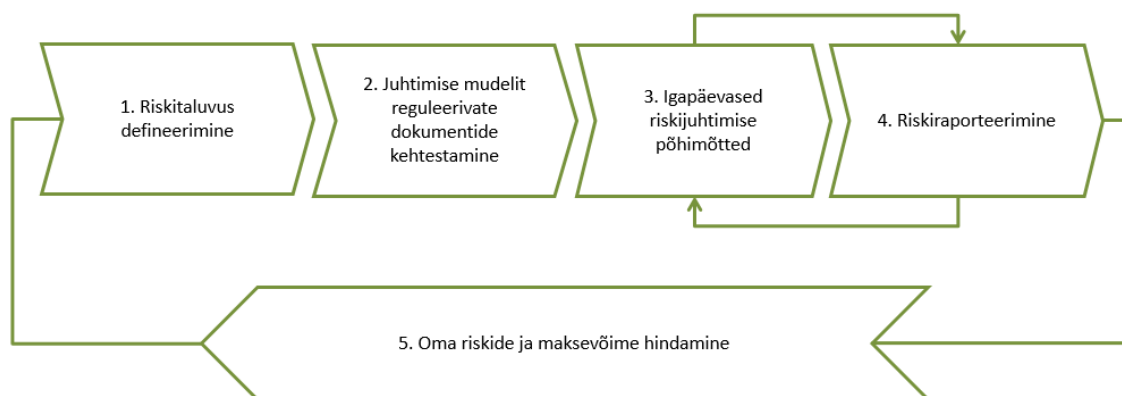 1. Riskitaluvus
defineerimine
2. Juhtimise mudelit
reguleerivate
dokumentide
kehtestamine
3. Igapäevased
riskijuhtimise
põhimõtted
4. Riskiraporteerimine
5. Oma riskide ja maksevõime hindamine